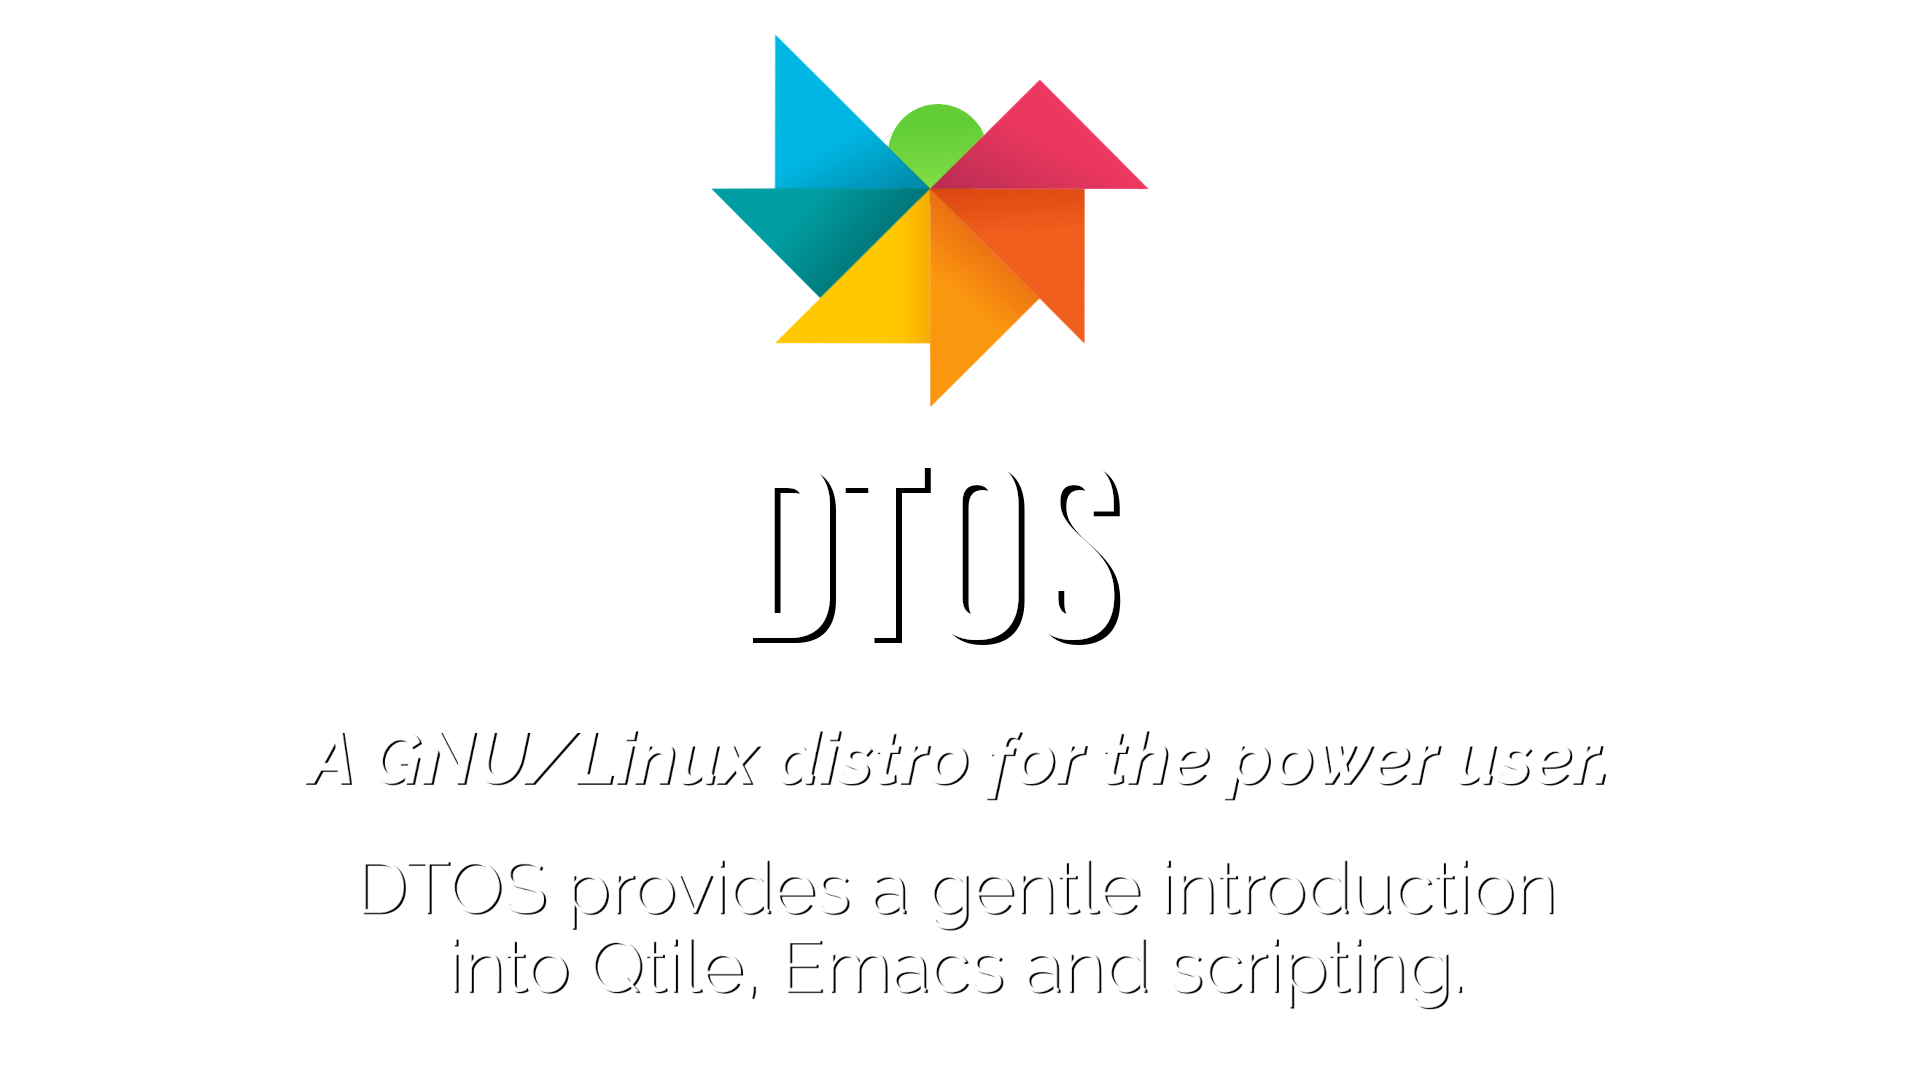 DTOS
A GNU/Linux distro for the power user.
DTOS provides a gentle introduction
into Qtile, Emacs and scripting.